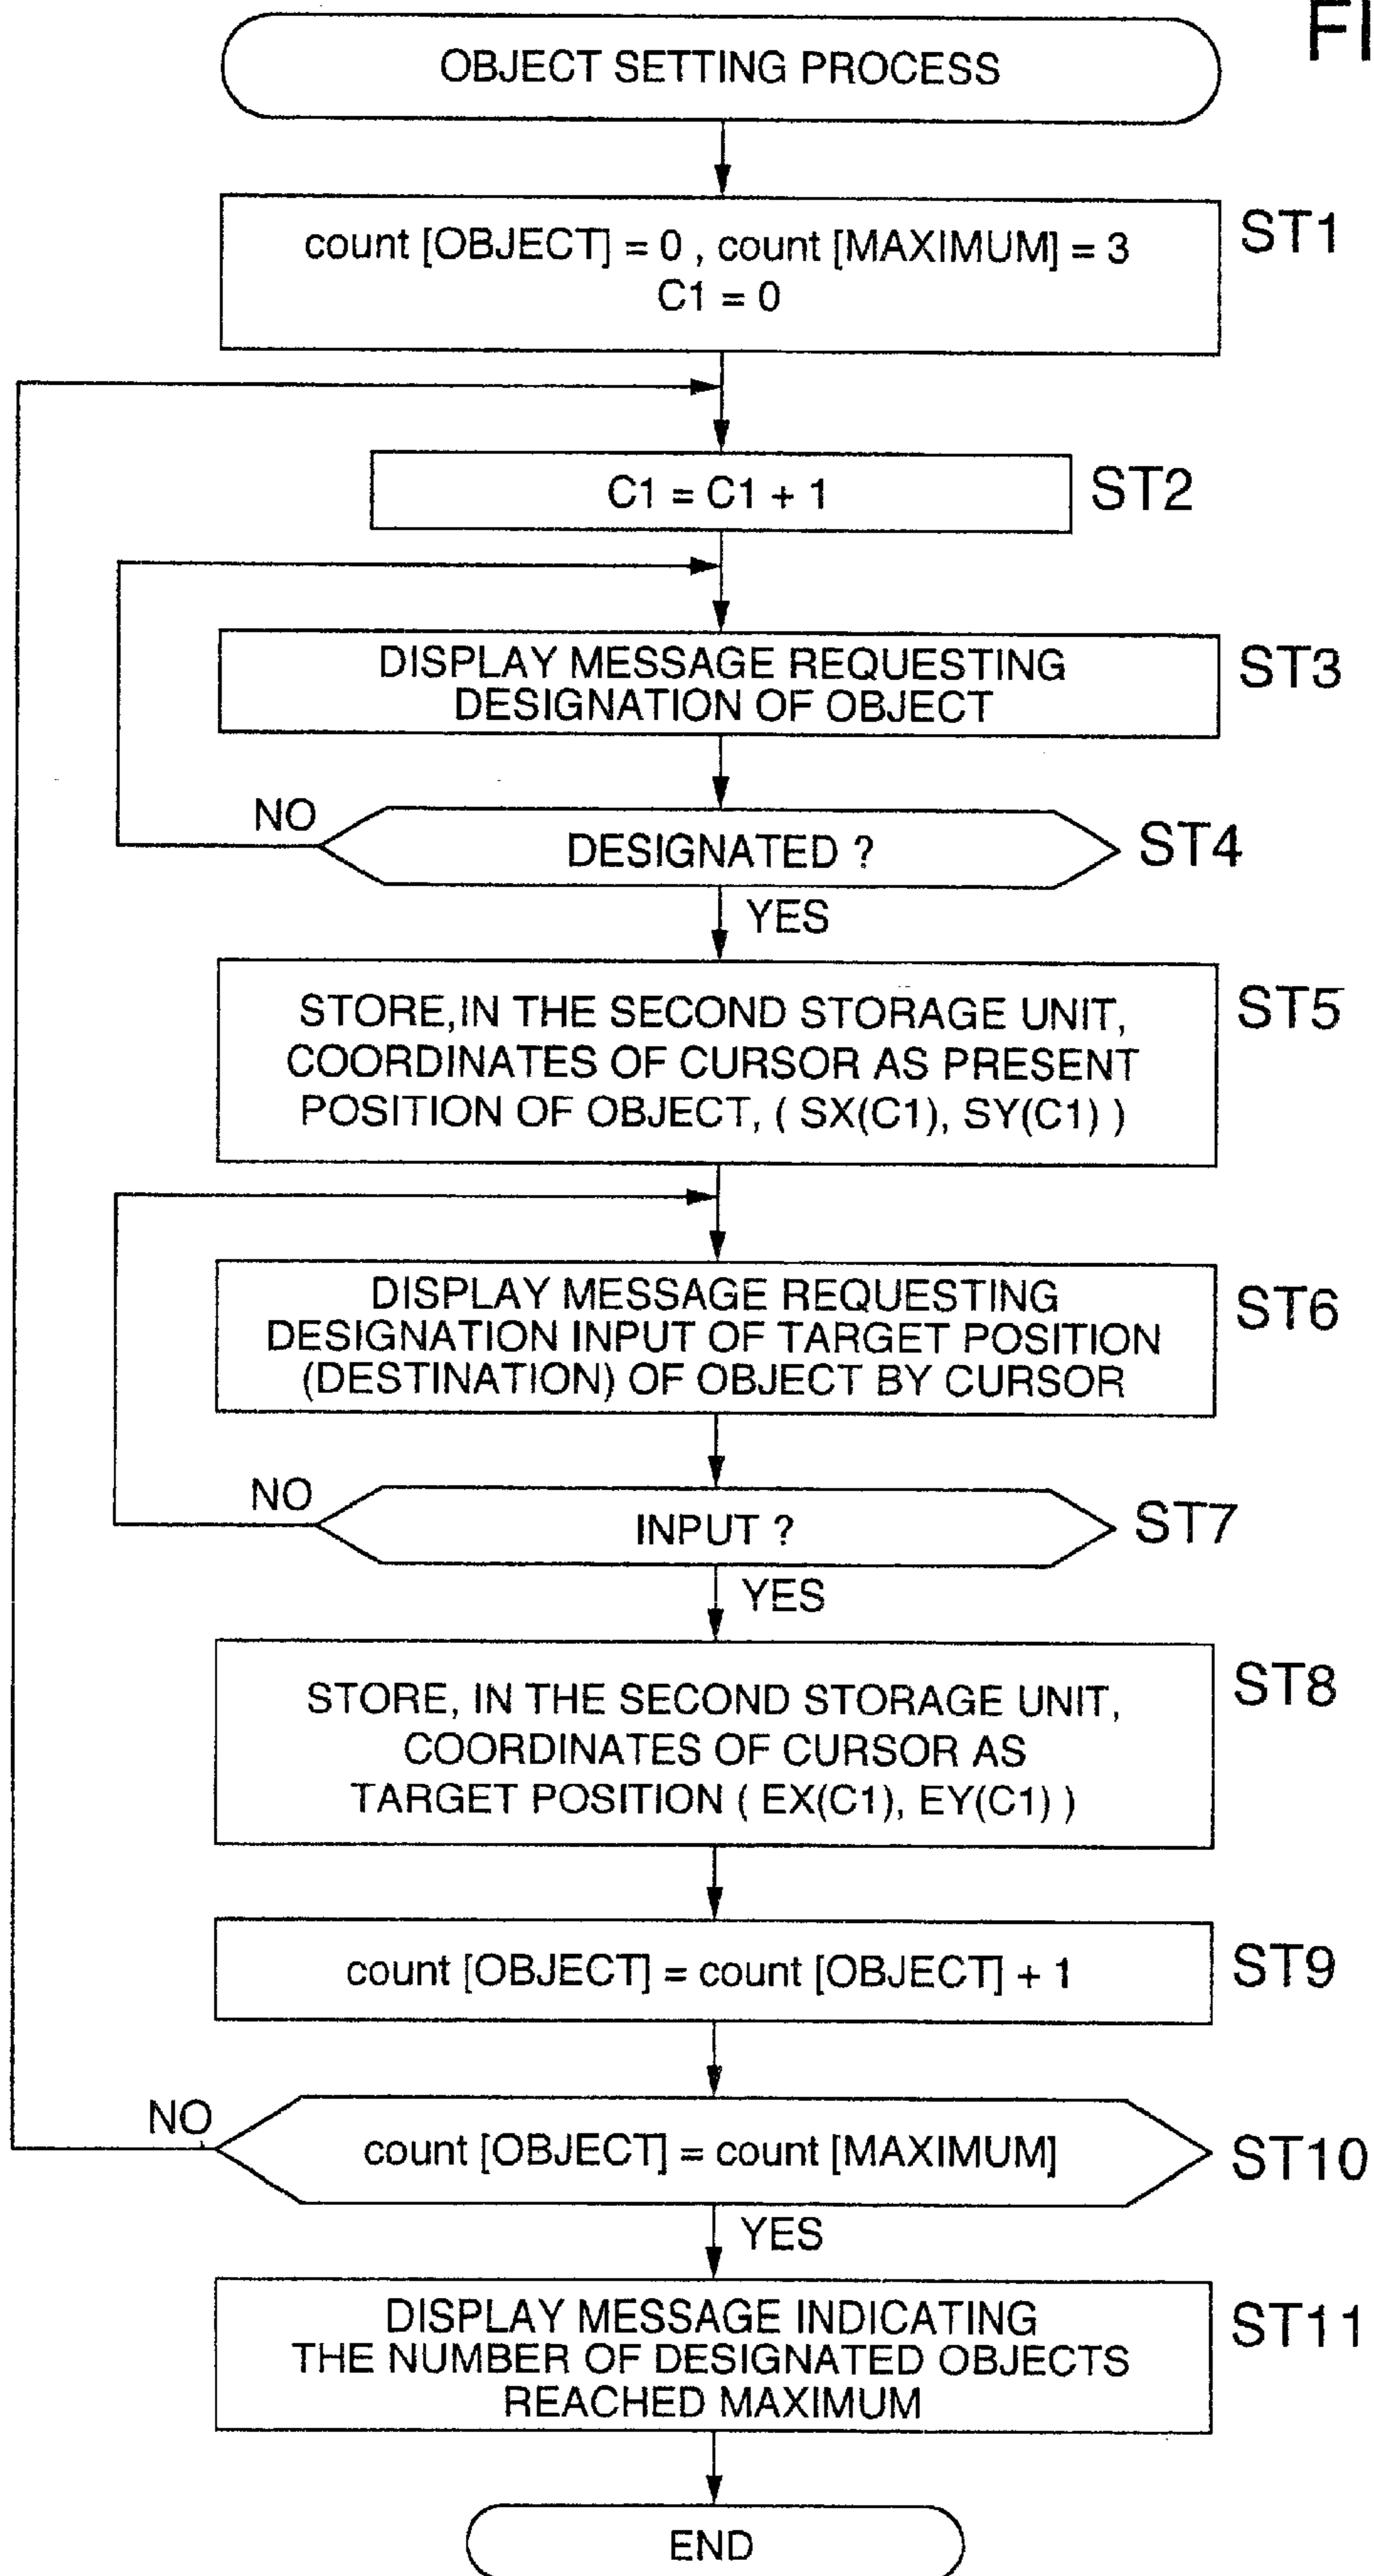 FI
OBJECT SETTING PROCESS
count [OBJECT] = 0 , count [MAXIMUM] = 3
C1 = 0
ST1
C1 = C1 + 1
ST2
DISPLAY MESSAGE REQUESTING
DESIGNATION OF OBJECT
ST3
NO
DESIGNATED ?
ST4
YES
STORE,IN THE SECOND STORAGE UNIT,
COORDINATES OF CURSOR AS PRESENT
POSITION OF OBJECT, ( SX(C1), SY(C1) )
ST5
DISPLAY MESSAGE REQUESTING
DESIGNATION INPUT OF TARGET POSITION
(DESTINATION) OF OBJECT BY CURSOR
ST6
NO
INPUT ?
ST7
YES
STORE, IN THE SECOND STORAGE UNIT,
COORDINATES OF CURSOR AS
TARGET POSITION ( EX(C1), EY(C1) )
ST8
count [OBJECT] = count [OBJECT] + 1
ST9
NO
count [OBJECT] = count [MAXIMUM]
ST10
YES
DISPLAY MESSAGE INDICATING
THE NUMBER OF DESIGNATED OBJECTS
REACHED MAXIMUM
ST11
END